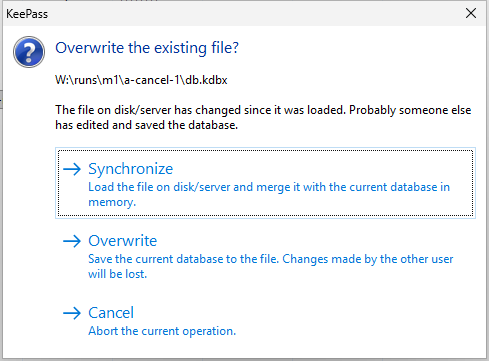 KeePass
Overwrite the existing file?
W:\runs\m1\a-cancel-1\db.kdbx
The file on disk/server has changed since it was loaded. Probably someone else
has edited and saved the database.
Synchronize
Load the file on disk/server and merge it with the current database in
memory.
Overwrite
Save the current database to the file. Changes made by the other user
will be lost.
Cancel
Abort the current operation.